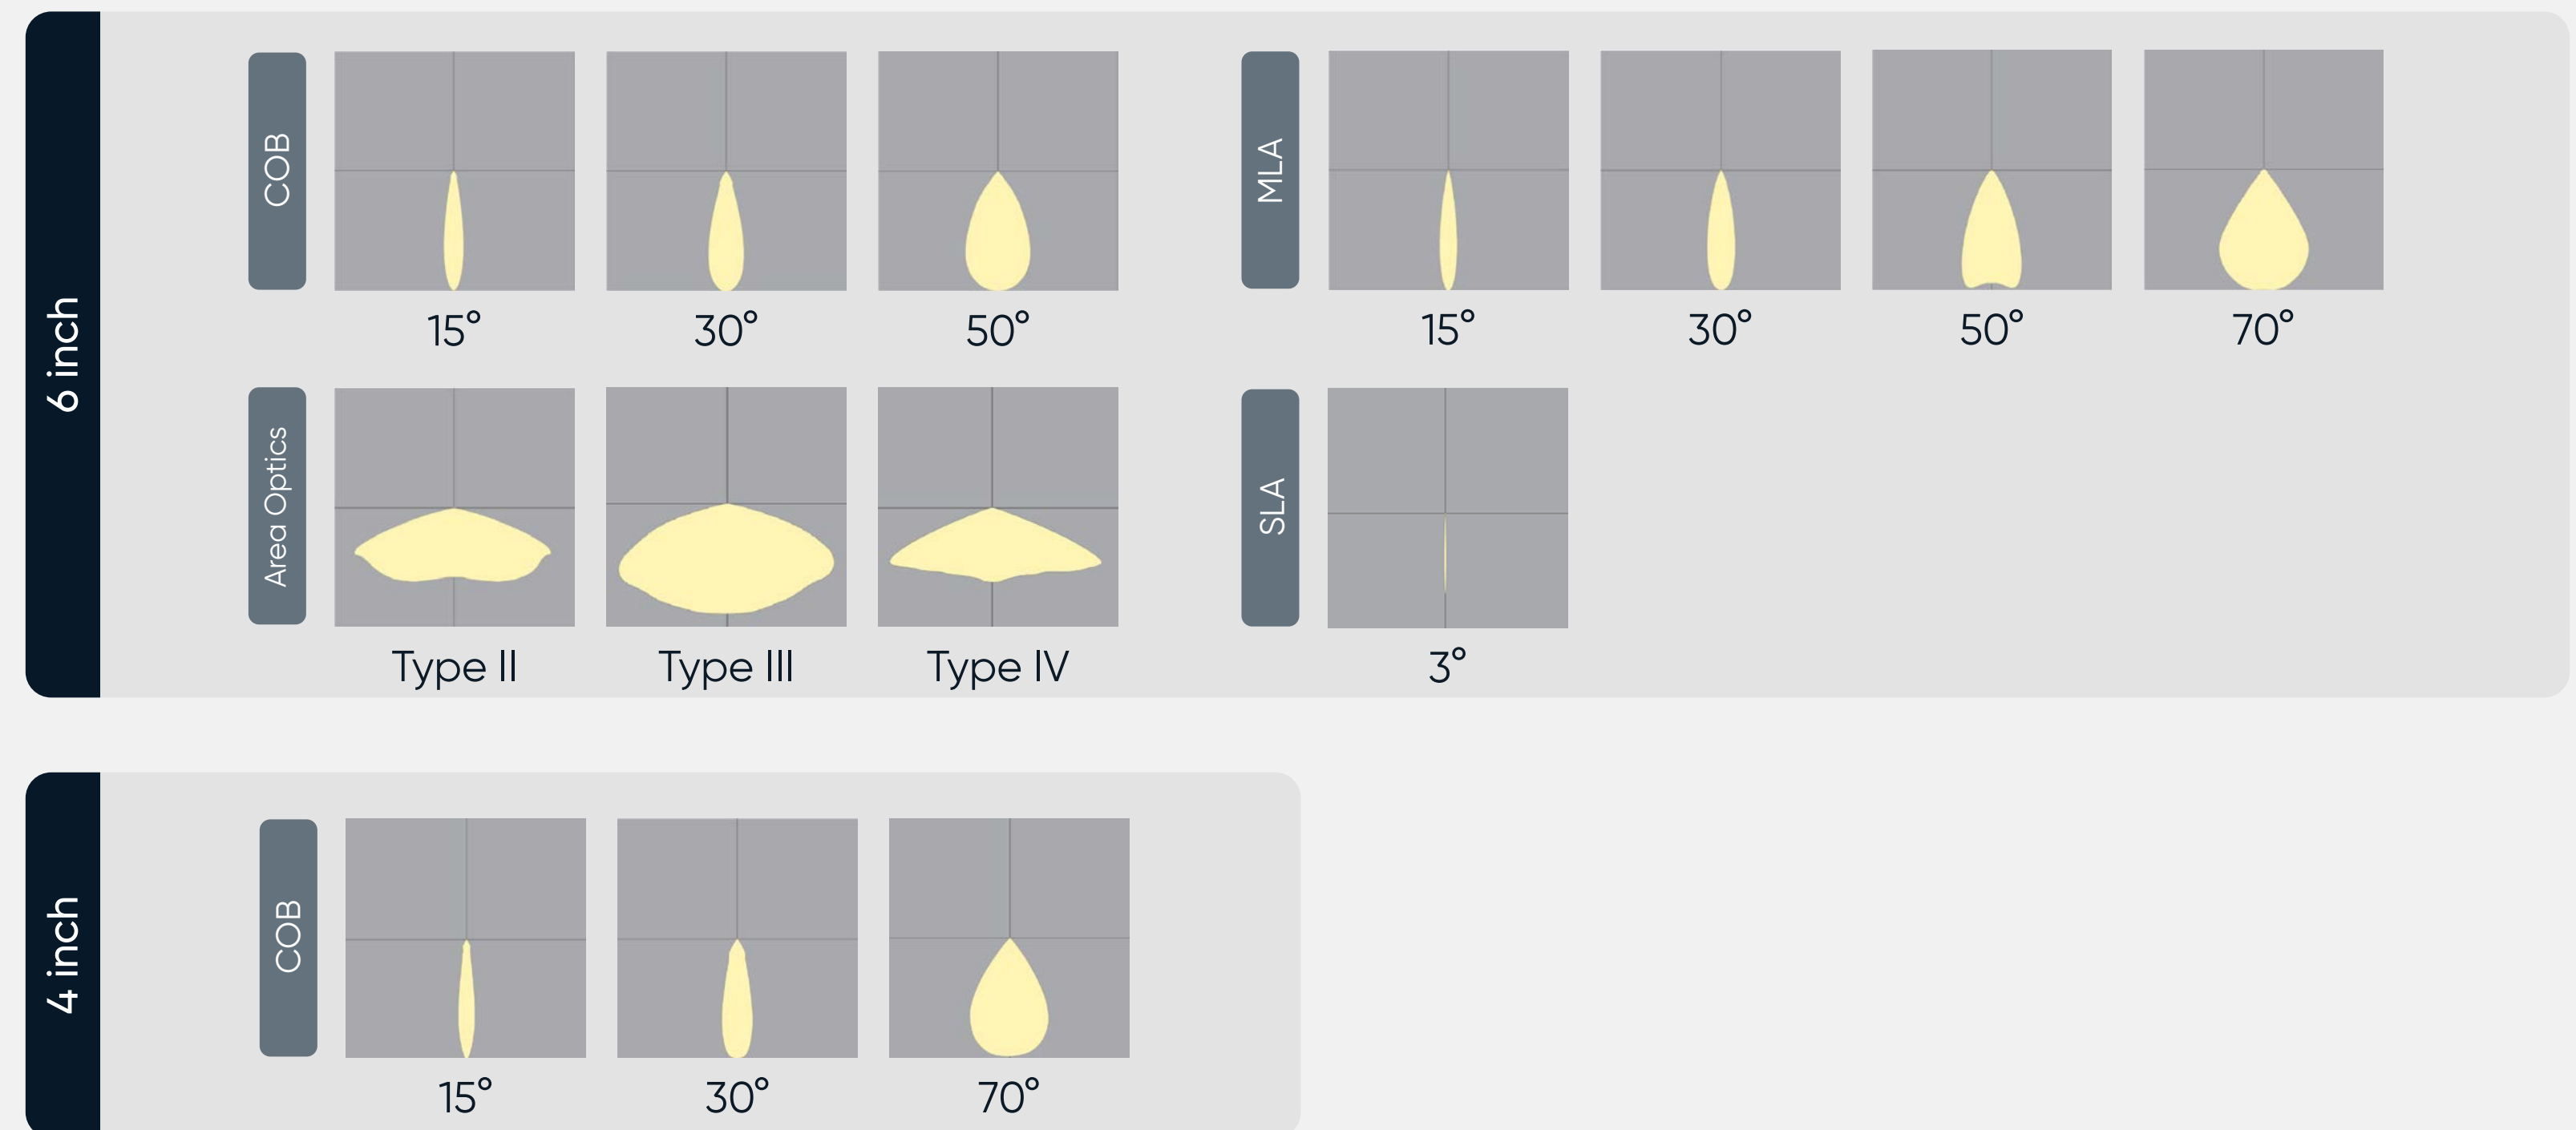 6 inch
COB
15°
30°
50°
MLA
15°
30°
50°
70°
Area Optics
Type II
Type III
Type IV
SLA
3°
4 inch
COB
15°
30°
70°